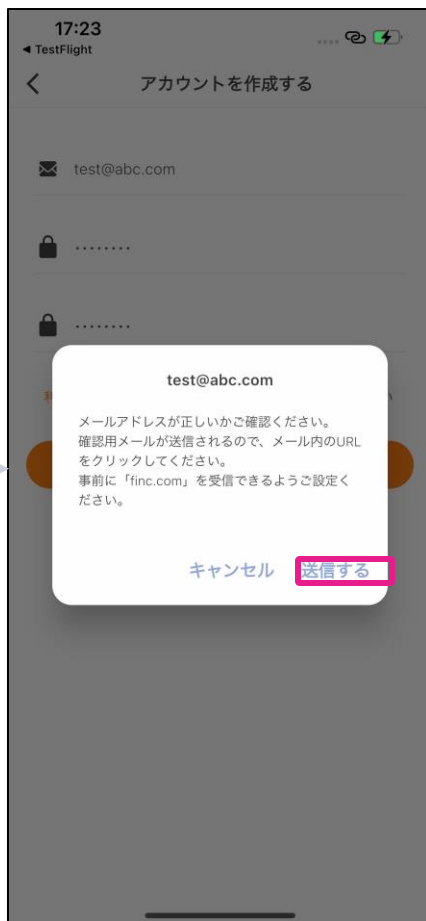 17:23
◀ TestFlight
アカウントを作成する
test@abc.com
········
········
test@abc.com
メールアドレスが正しいかご確認ください。
確認用メールが送信されるので、メール内のURL
をクリックしてください。
事前に「finc.com」を受信できるようご設定く
ださい。
キャンセル 送信する